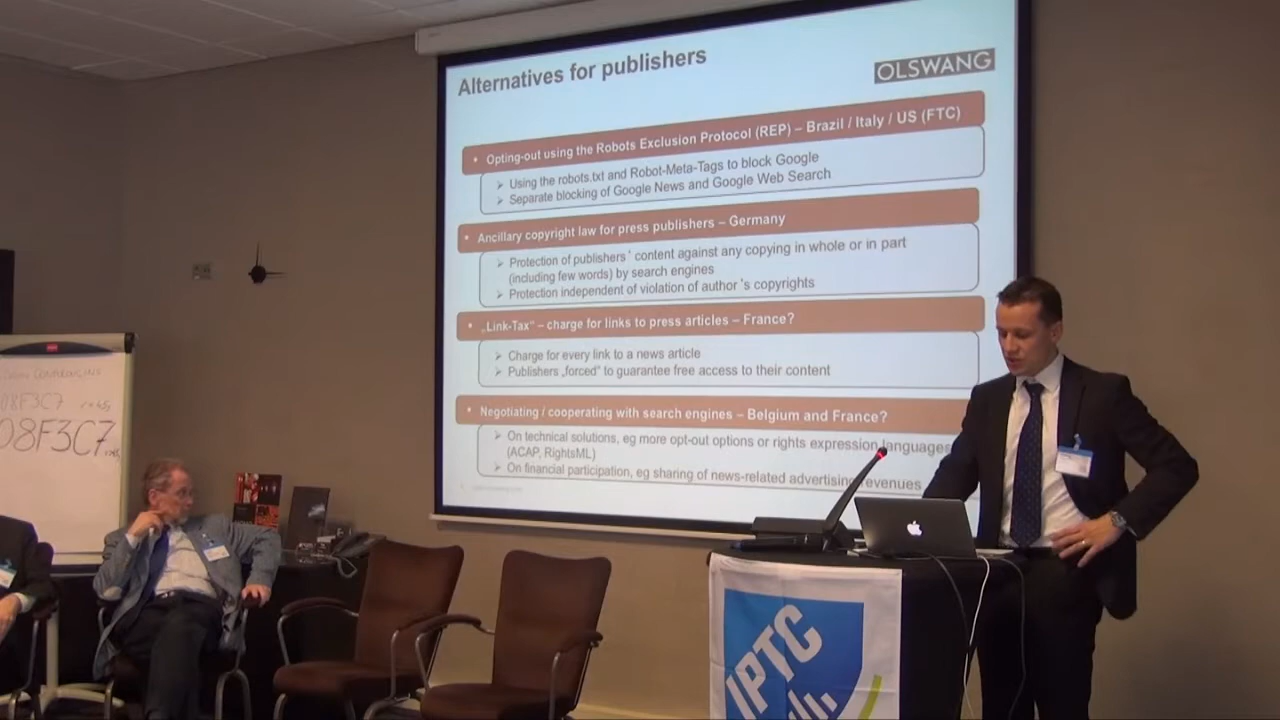 Alternatives for publishers
OLSWANG
• Opting-out using the Robots Exclusion Protocol (REP) – Brazil / Italy / US (FTC)
➢ Using the robots.txt and Robot-Meta-Tags to block Google
➢ Separate blocking of Google News and Google Web Search
• Ancillary copyright law for press publishers – Germany
➢ Protection of publishers ' content against any copying in whole or in part
(including few words) by search engines
➢ Protection independent of violation of author 's copyrights
• „Link-Tax" – charge for links to press articles – France?
➢ Charge for every link to a news article
➢ Publishers „forced" to guarantee free access to their content
• Negotiating / cooperating with search engines – Belgium and France?
➢ On technical solutions, eg more opt-out options or rights expression languages
(ACAP, RightsML)
➢ On financial participation, eg sharing of news-related advertising revenues
08F3C7
08F3C7
IPTC